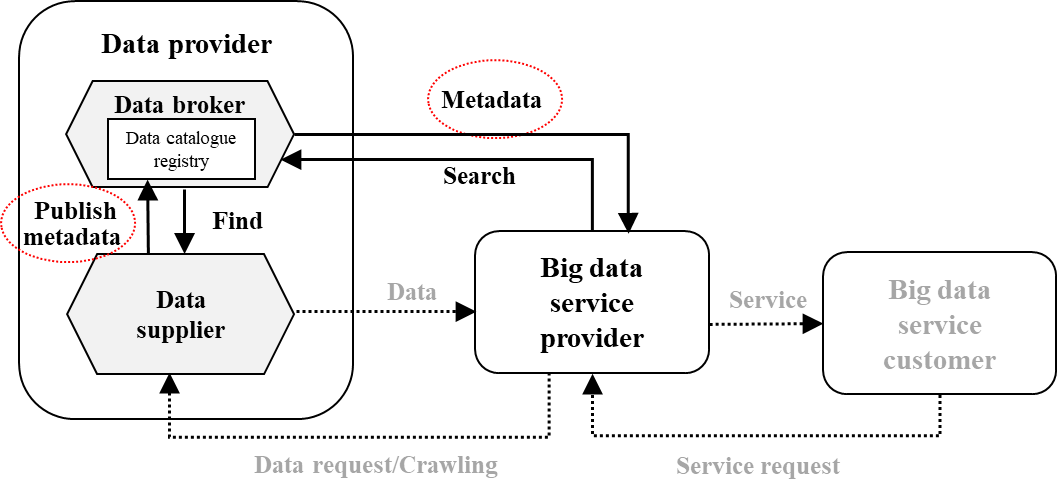 Data provider
Data broker
Data catalogue
registry
Metadata
Search
Publish
metadata
Find
Data
supplier
Data
Big data
service
provider
Service
Big data
service
customer
Data request/Crawling
Service request